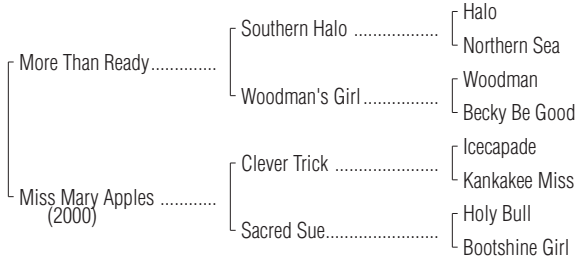 Halo
Southern Halo ..................
Northern Sea
More Than Ready..............
Woodman
Woodman's Girl ................
Becky Be Good
Icecapade
Clever Trick ......................
Kankakee Miss
Miss Mary Apples ............
(2000)
Holy Bull
Sacred Sue........................
Bootshine Girl